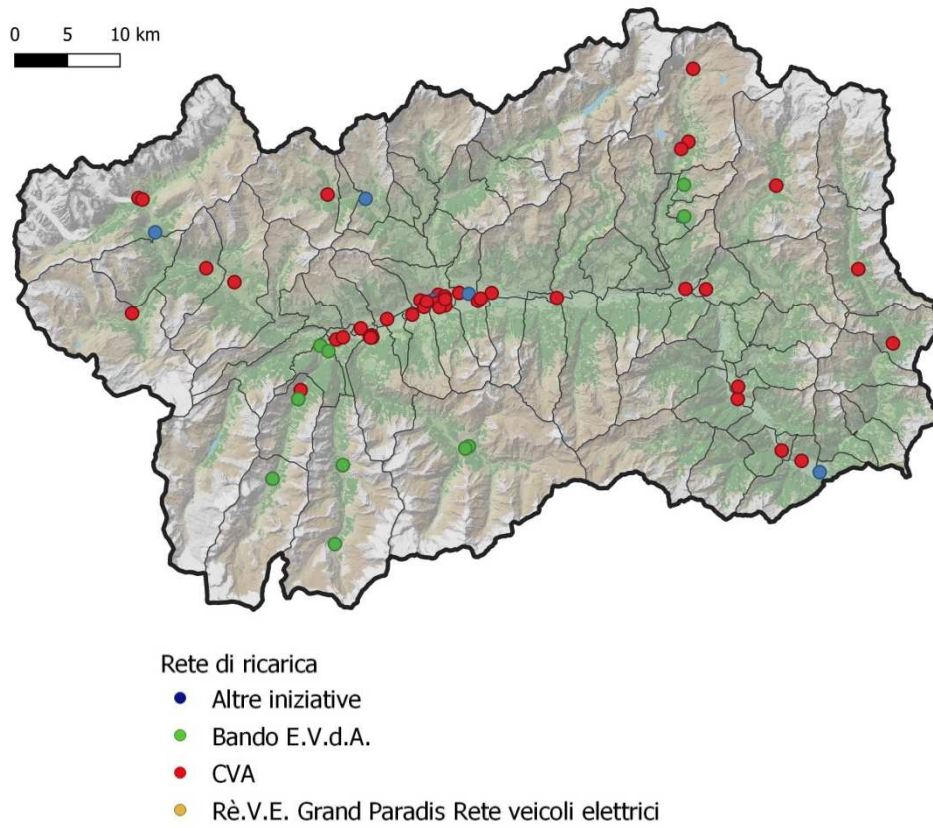 0 5 10 km
Rete di ricarica
Altre iniziative
Bando E.V.d.A.
CVA
Rè.V.E. Grand Paradis Rete veicoli elettrici